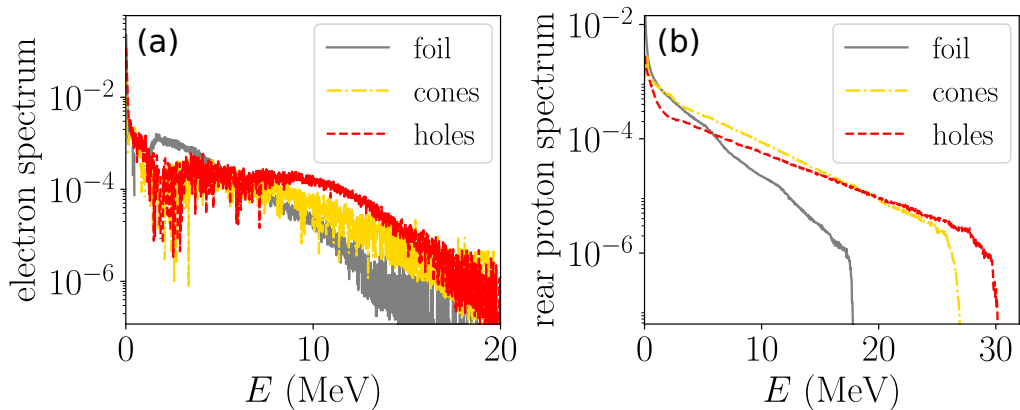 (a)
foil
cones
holes
electron spectrum
10⁻²
10⁻⁴
10⁻⁶
0
10
20
E (MeV)
(b)
foil
cones
holes
rear proton spectrum
10⁻²
10⁻⁴
10⁻⁶
0
10
20
30
E (MeV)